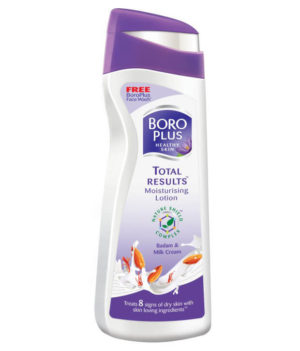 FREE
BoroPlus
Face Wash*
BORO
PLUS
HEALTHY
SKIN
TOTAL
RESULTS
Moisturising
Lotion
NATURE SHIELD
COMPLEX
Badam &
Milk Cream
Treats 8 signs of dry skin with
skin loving ingredients**